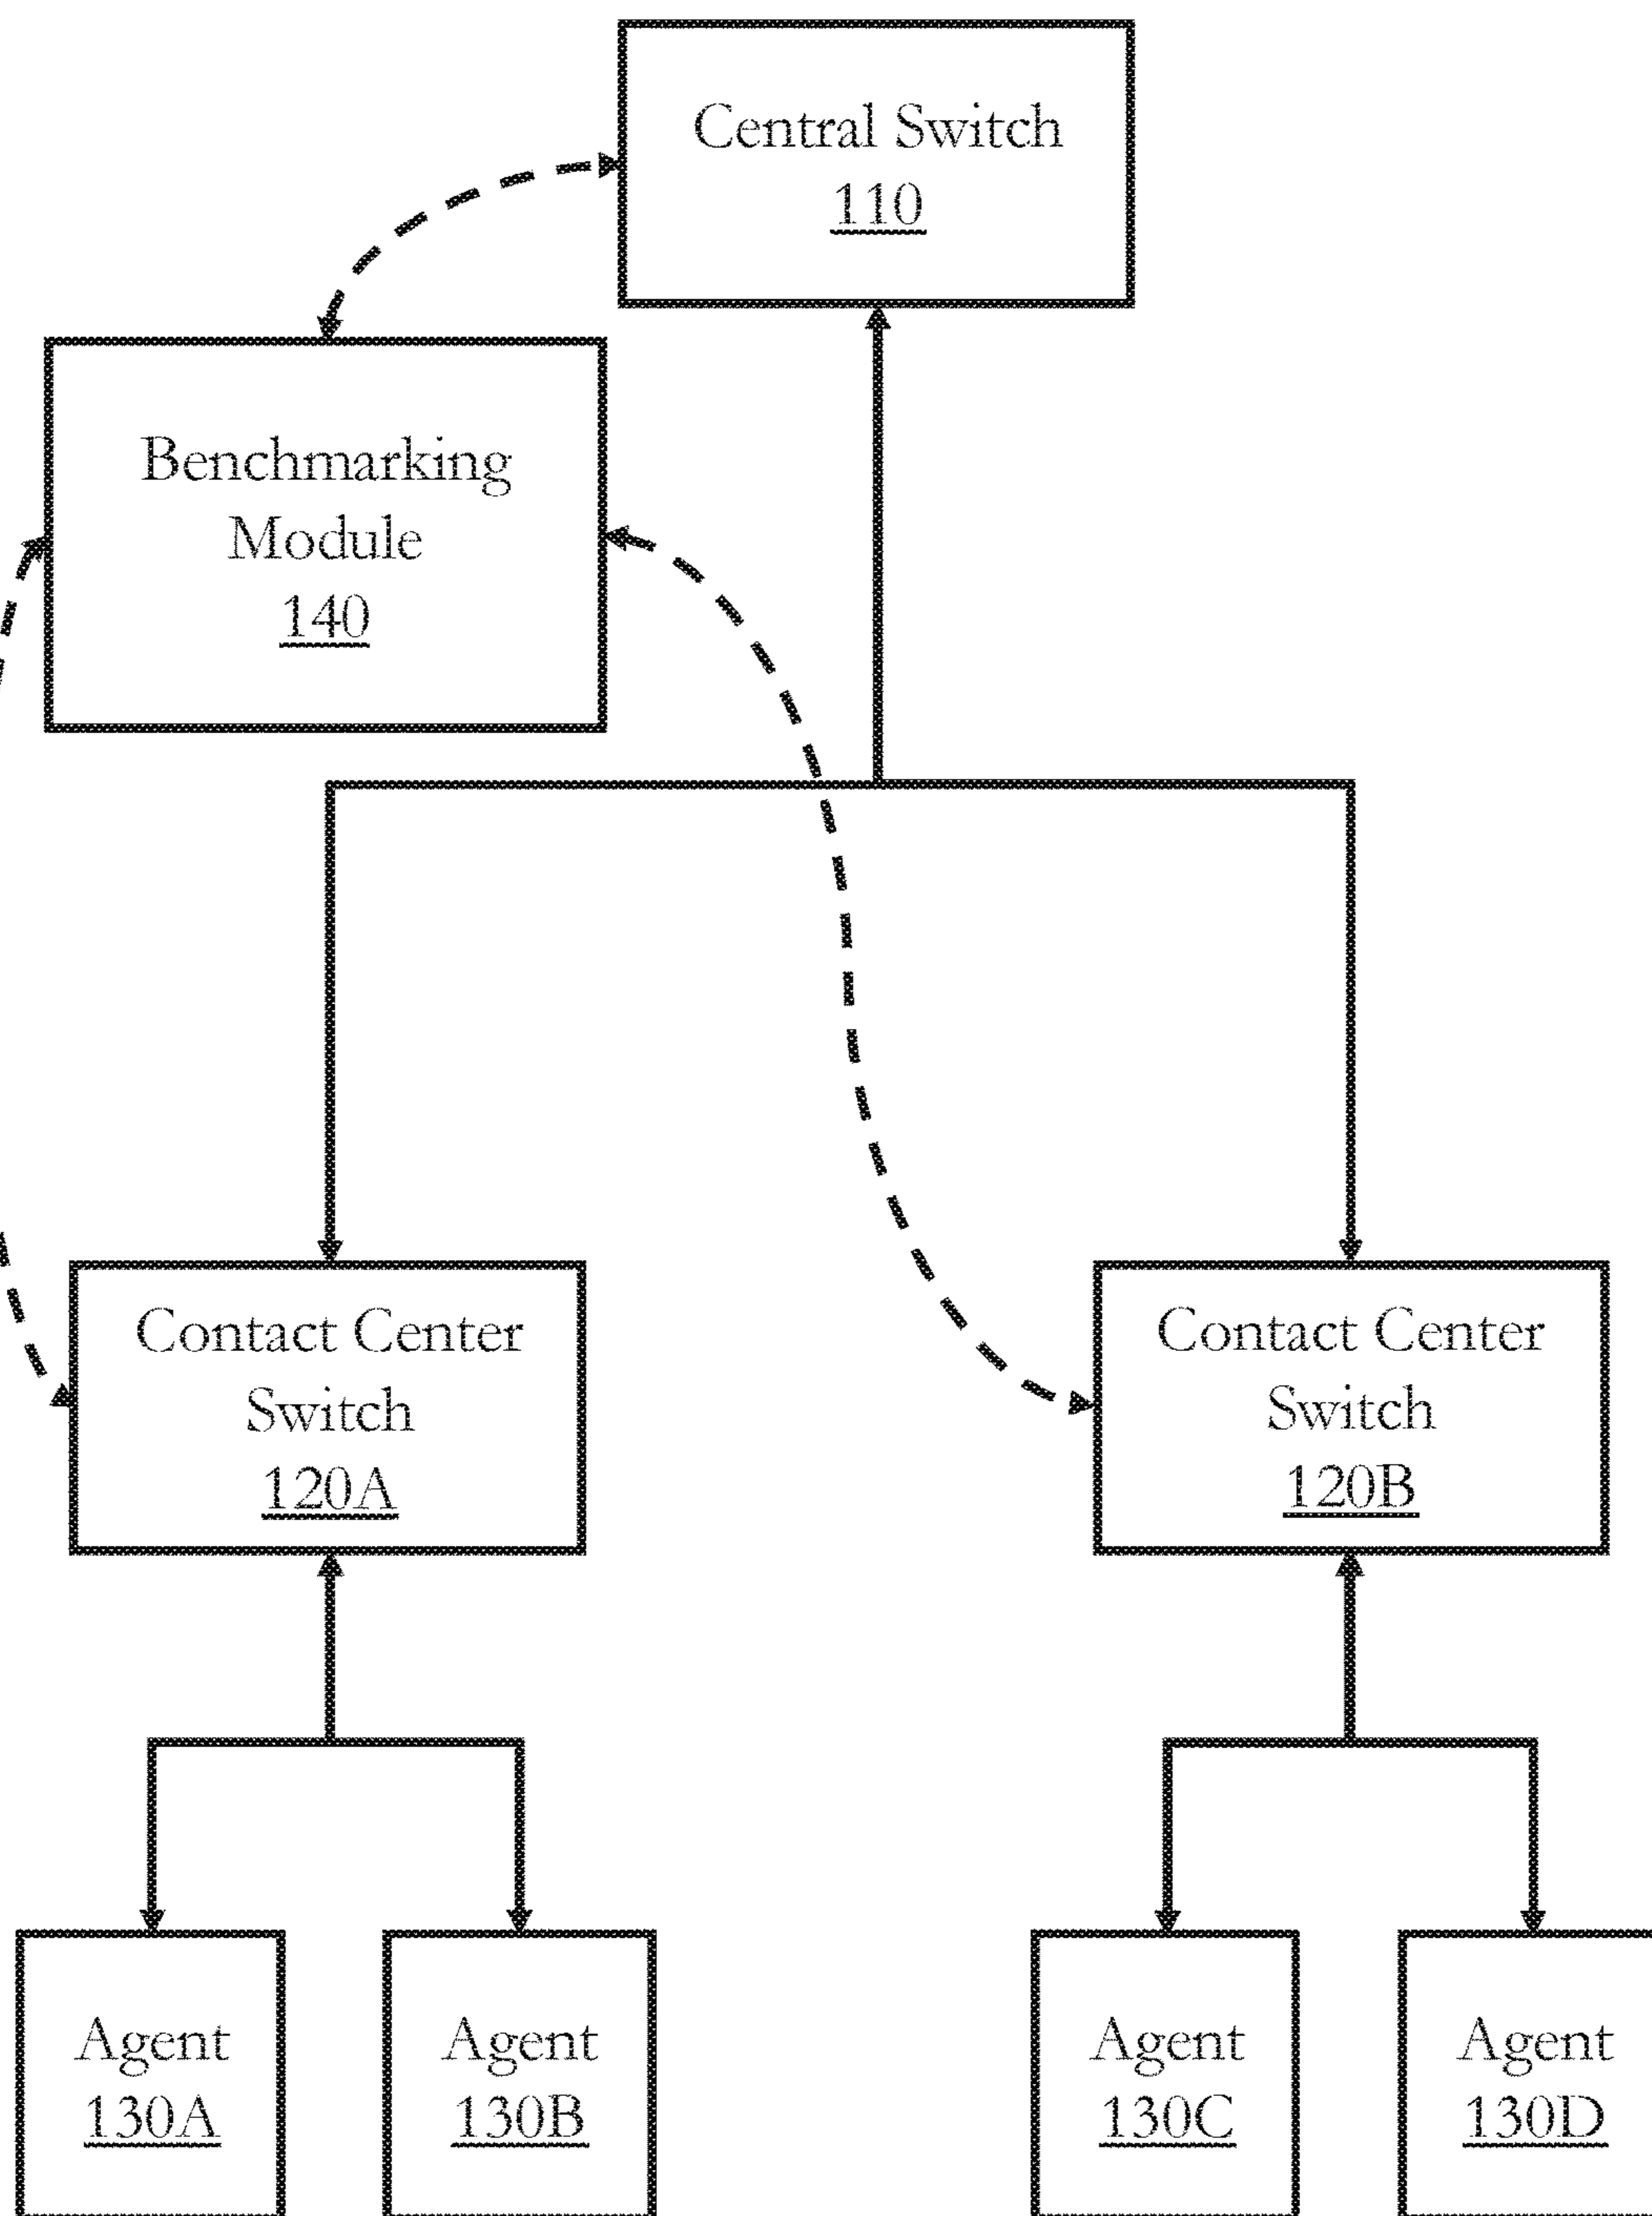 Central Switch
110
Benchmarking
Module
140
Contact Center
Switch
120A
Contact Center
Switch
120B
Agent
130A
Agent
130B
Agent
130C
Agent
130D